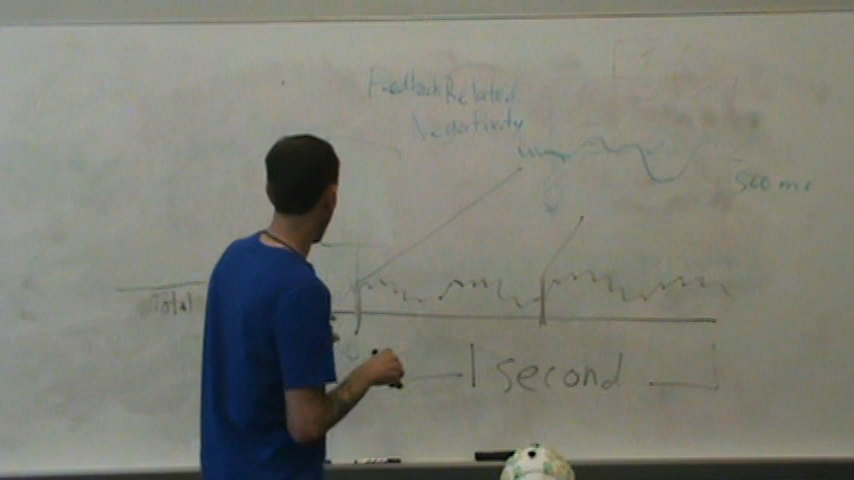 Feedback Related
Negativity
500 ms
Total
1 second